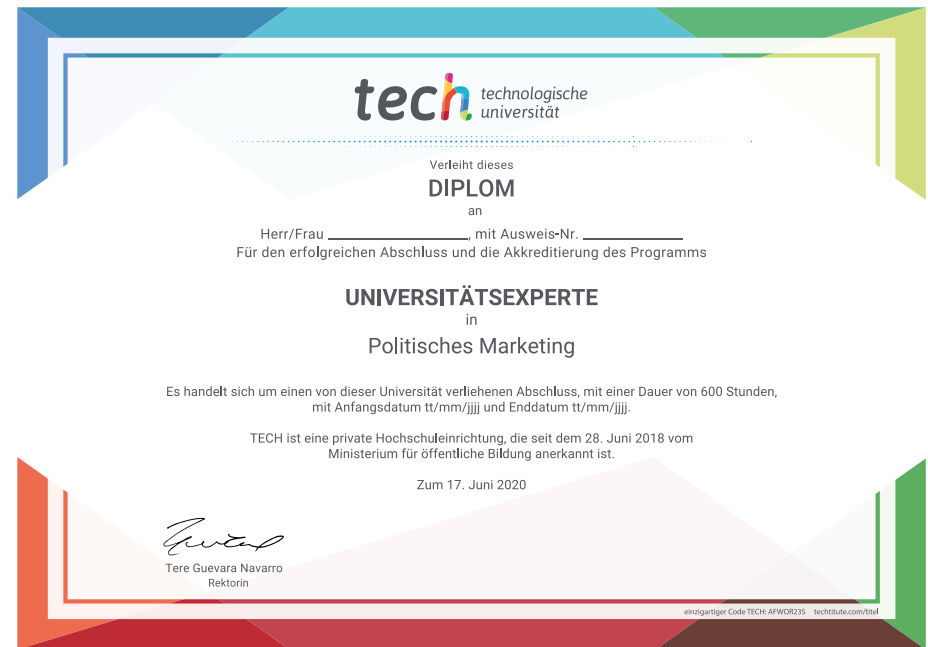 tech technologische
universität
Verleiht dieses
DIPLOM
an
Herr/Frau ____________________, mit Ausweis-Nr. ______________
Für den erfolgreichen Abschluss und die Akkreditierung des Programms
UNIVERSITÄTSEXPERTE
in
Politisches Marketing
Es handelt sich um einen von dieser Universität verliehenen Abschluss, mit einer Dauer von 600 Stunden,
mit Anfangsdatum tt/mm/jjjj und Enddatum tt/mm/jjjj.
TECH ist eine private Hochschuleinrichtung, die seit dem 28. Juni 2018 vom
Ministerium für öffentliche Bildung anerkannt ist.
Zum 17. Juni 2020
Tere Guevara Navarro
Rektorin
einzigartiger Code TECH: AFWOR23S techtitute.com/titel